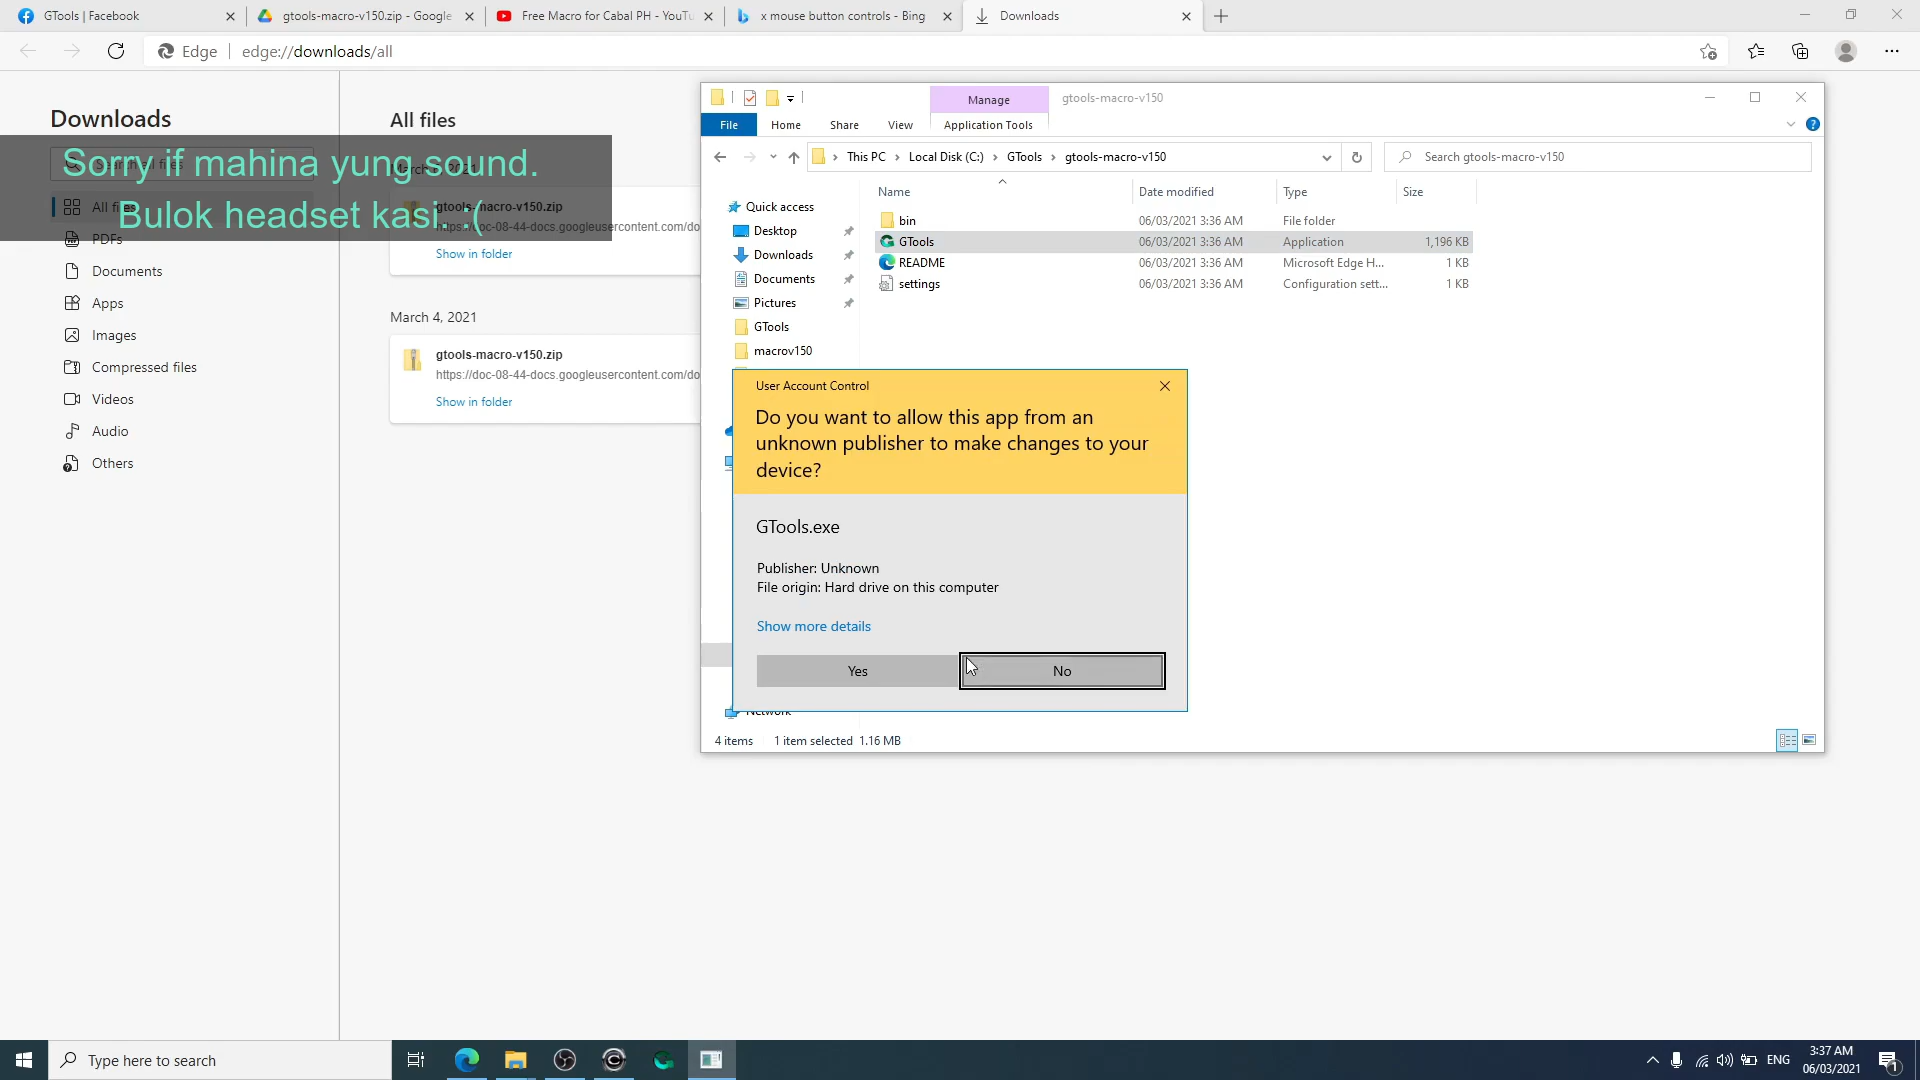 GTools | Facebook
gtools-macro-v150.zip - Google
Free Macro for Cabal PH - YouTu
x mouse button controls - Bing
Downloads
Edge
edge://downloads/all
Downloads
All files
Sorry if mahina yung sound.
Bulok headset kasi.. :(
gtools-macro-v150.zip
https://doc-08-44-docs.googleusercontent.com/do
Show in folder
PDFs
Documents
Apps
Images
Compressed files
Videos
Audio
Others
March 4, 2021
gtools-macro-v150.zip
https://doc-08-44-docs.googleusercontent.com/do
Show in folder
Manage
gtools-macro-v150
File
Home
Share
View
Application Tools
This PC
Local Disk (C:)
GTools
gtools-macro-v150
Search gtools-macro-v150
Name
Date modified
Type
Size
Quick access
Desktop
Downloads
Documents
Pictures
GTools
macrov150
bin 06/03/2021 3:36 AM File folder
GTools 06/03/2021 3:36 AM Application 1,196 KB
README 06/03/2021 3:36 AM Microsoft Edge H... 1 KB
settings 06/03/2021 3:36 AM Configuration sett... 1 KB
User Account Control
Do you want to allow this app from an
unknown publisher to make changes to your
device?
GTools.exe
Publisher: Unknown
File origin: Hard drive on this computer
Show more details
Yes
No
Network
4 items
1 item selected 1.16 MB
Type here to search
ENG
3:37 AM
06/03/2021
1